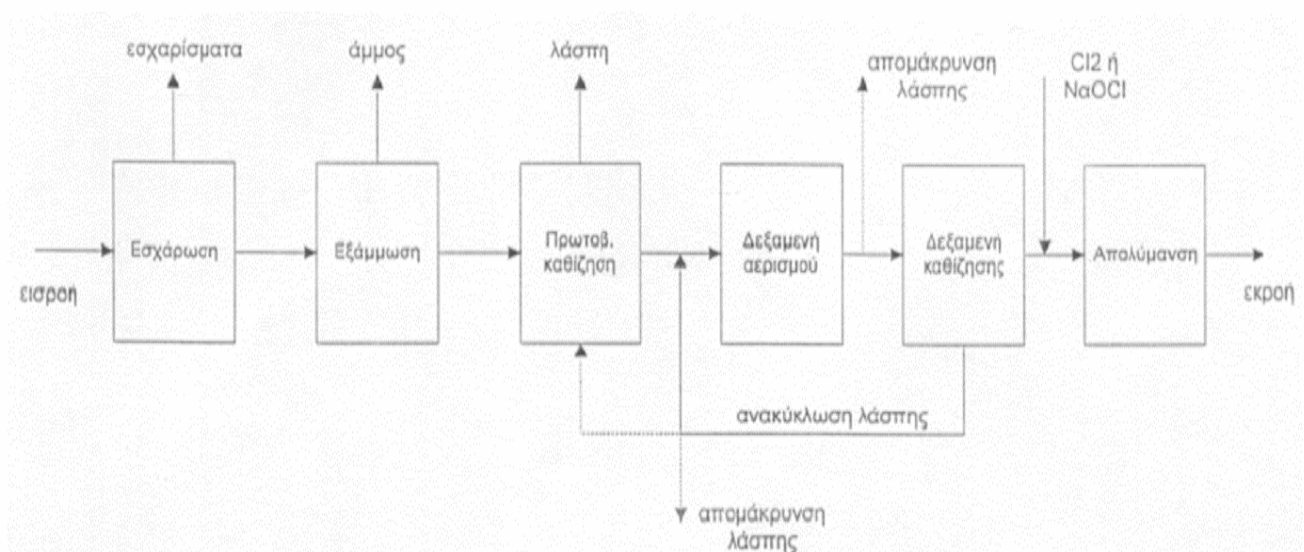 εσχαρίσματα
άμμος
λάσπη
απομάκρυνση
λάσπης
Cl2 ή
NaOCl
Εσχάρωση
Εξάμμωση
Πρωτοβ.
καθίζηση
Δεξαμενή
αερισμού
Δεξαμενή
καθίζησης
Απολύμανση
εισροή
εκροή
ανακύκλωση λάσπης
απομάκρυνση
λάσπης